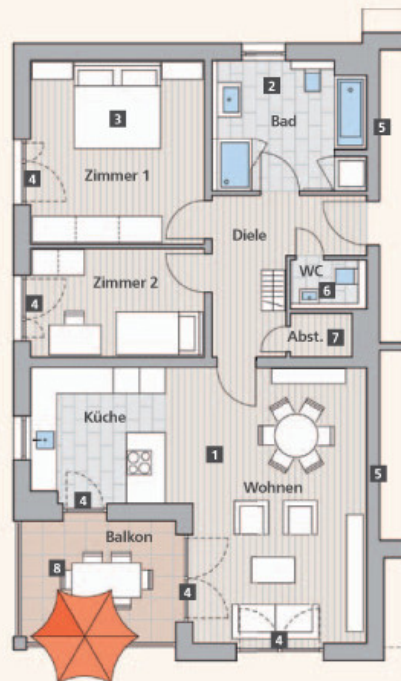 2
Bad
3
5
4
Zimmer 1
Diele
WC
6
Zimmer 2
4
Abst. 7
Küche
1
Wohnen
5
4
Balkon
8
4
4